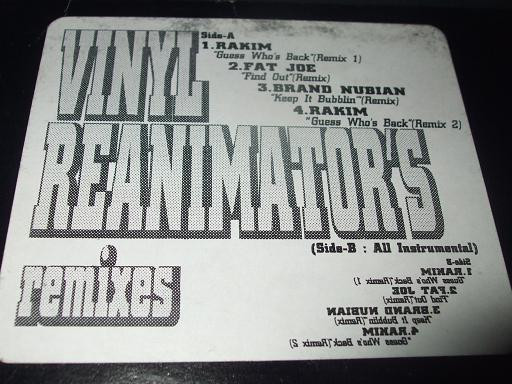 Side-A
1.RAKIM
"Guess Who's Back"(Remix 1)
2.FAT JOE
"Find Out"(Remix)
3.BRAND NUBIAN
"Keep It Bubblin'"(Remix)
4.RAKIM
"Guess Who's Back"(Remix 2)
VINYL
REANIMATOR'S
(Side-B : All Instrumental)
remixes
Side-B
1.RAKIM
"Guess Who's Back"(Remix 1)
2.FAT JOE
"Find Out"(Remix)
3.BRAND NUBIAN
"Keep It Bubblin'"(Remix)
4.RAKIM
"Guess Who's Back"(Remix 2